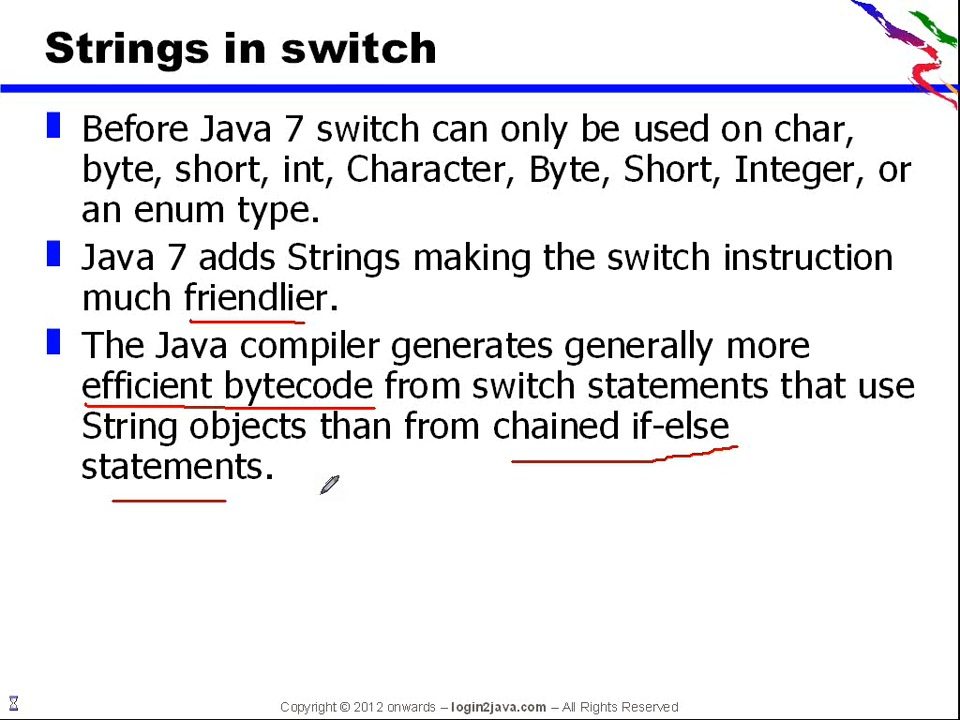 Strings in switch
Before Java 7 switch can only be used on char,
byte, short, int, Character, Byte, Short, Integer, or
an enum type.
Java 7 adds Strings making the switch instruction
much friendlier.
The Java compiler generates generally more
efficient bytecode from switch statements that use
String objects than from chained if-else
statements.
Copyright © 2012 onwards – login2java.com – All Rights Reserved